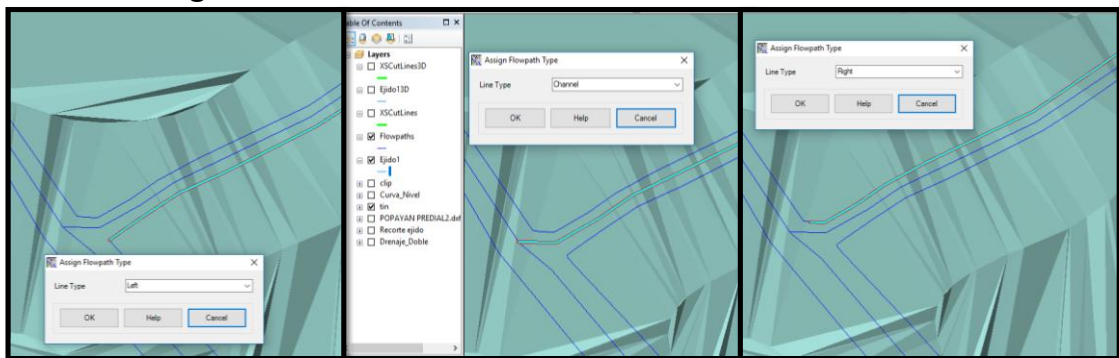 Assign Flowpath Type
Line Type
Left
OK
Help
Cancel
Table Of Contents
Layers
XSCutLines3D
Ejido13D
XSCutLines
Flowpaths
Ejido1
clip
Curva_Nivel
tin
POPAYAN PREDIAL2.dxf
Recorte ejido
Drenaje_Doble
Assign Flowpath Type
Line Type
Channel
OK
Help
Cancel
Assign Flowpath Type
Line Type
Right
OK
Help
Cancel